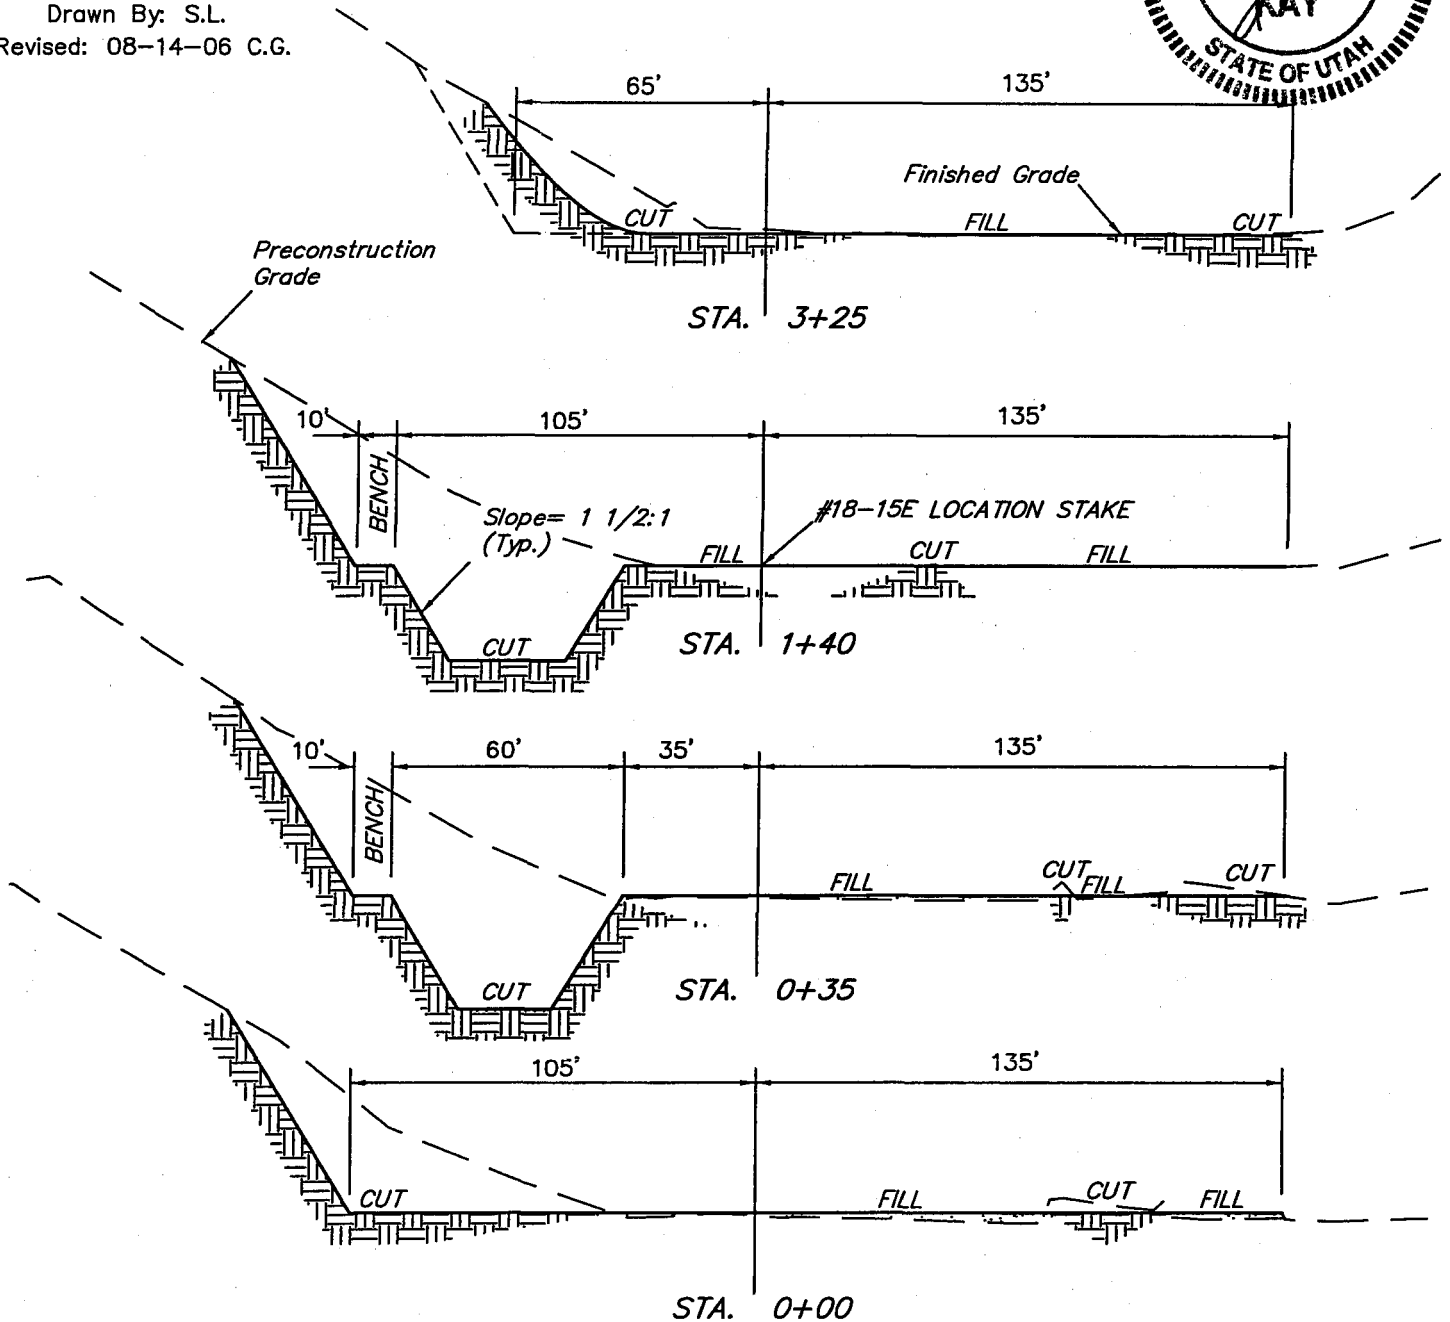 Drawn By: S.L.
Revised: 08-14-06 C.G.
KAY
STATE OF UTAH
65'
135'
Finished Grade
CUT
FILL
CUT
Preconstruction
Grade
STA. 3+25
10'
105'
135'
BENCH
Slope= 1 1/2:1
(Typ.)
#18-15E LOCATION STAKE
FILL
CUT
FILL
CUT
STA. 1+40
10'
60'
35'
135'
BENCH
FILL
CUT
FILL
CUT
CUT
STA. 0+35
105'
135'
CUT
FILL
CUT
FILL
STA. 0+00